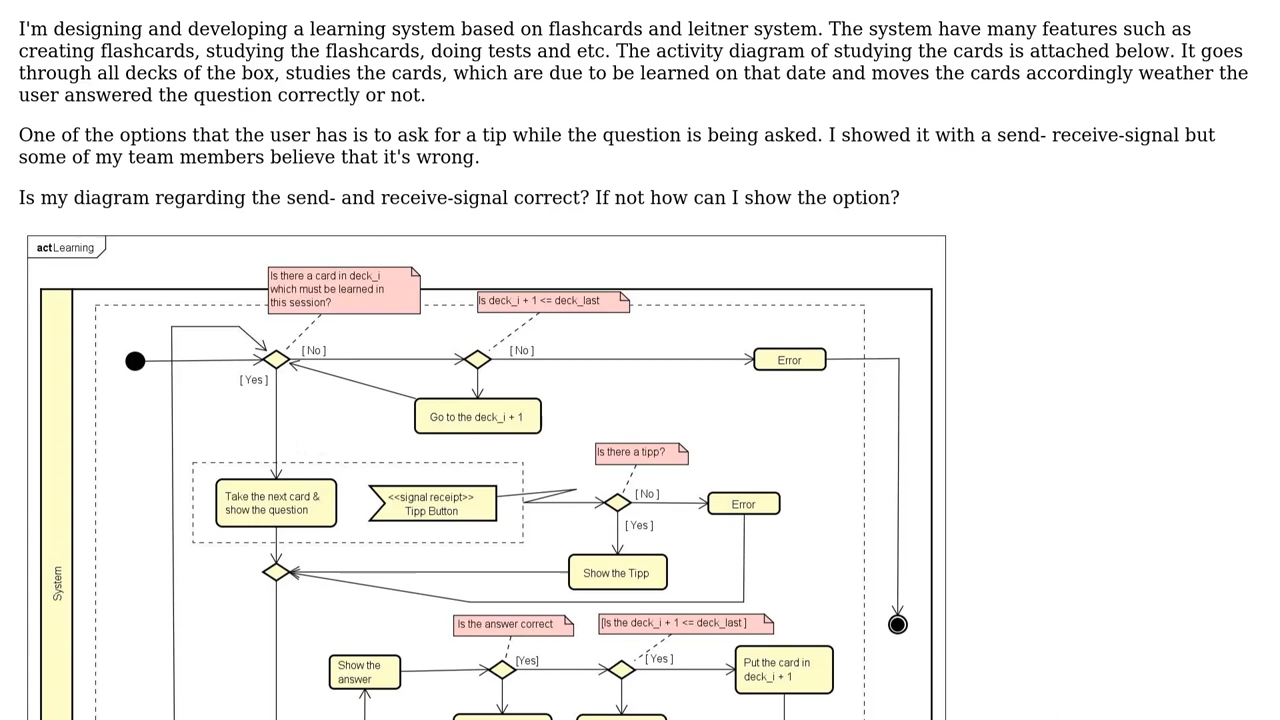 I'm designing and developing a learning system based on flashcards and leitner system. The system have many features such as
creating flashcards, studying the flashcards, doing tests and etc. The activity diagram of studying the cards is attached below. It goes
through all decks of the box, studies the cards, which are due to be learned on that date and moves the cards accordingly weather the
user answered the question correctly or not.
One of the options that the user has is to ask for a tip while the question is being asked. I showed it with a send- receive-signal but
some of my team members believe that it's wrong.
Is my diagram regarding the send- and receive-signal correct? If not how can I show the option?
act Learning
Is there a card in deck_i
which must be learned in
this session?
Is deck_i + 1 <= deck_last
[ No ]
[ No ]
Error
[ Yes ]
Go to the deck_i + 1
Is there a tipp?
Take the next card &
show the question
<<signal receipt>>
Tipp Button
[ No ]
Error
[ Yes ]
Show the Tipp
System
Is the answer correct
[Is the deck_i + 1 <= deck_last ]
Show the
answer
[Yes]
[ Yes ]
Put the card in
deck_i + 1